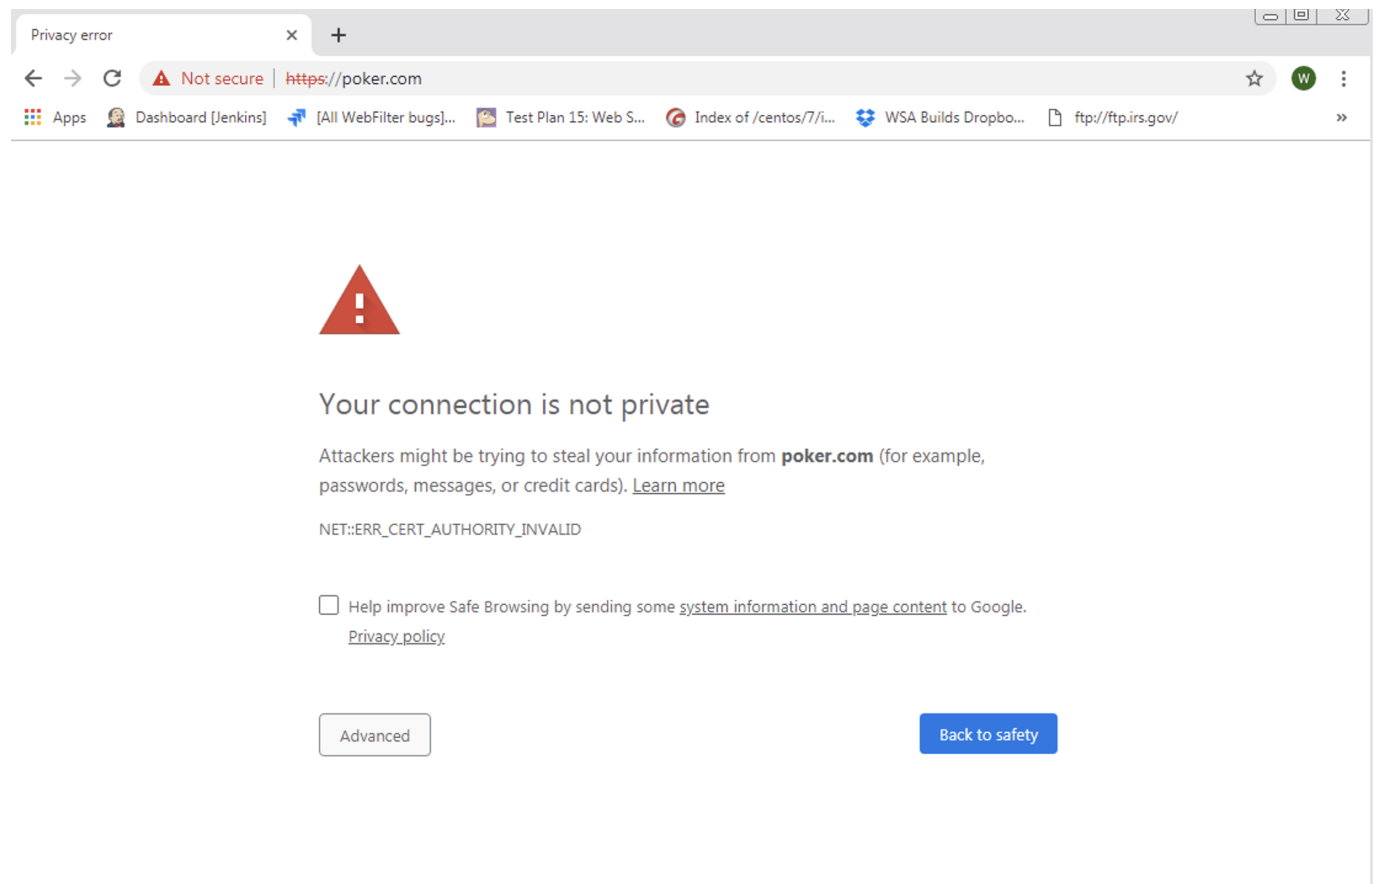 Privacy error
Not secure https://poker.com W
Apps Dashboard [Jenkins] [All WebFilter bugs]... Test Plan 15: Web S... Index of /centos/7/i... WSA Builds Dropbo... ftp://ftp.irs.gov/ »
Your connection is not private
Attackers might be trying to steal your information from poker.com (for example,
passwords, messages, or credit cards). Learn more
NET::ERR_CERT_AUTHORITY_INVALID
Help improve Safe Browsing by sending some system information and page content to Google.
Privacy policy
Advanced Back to safety